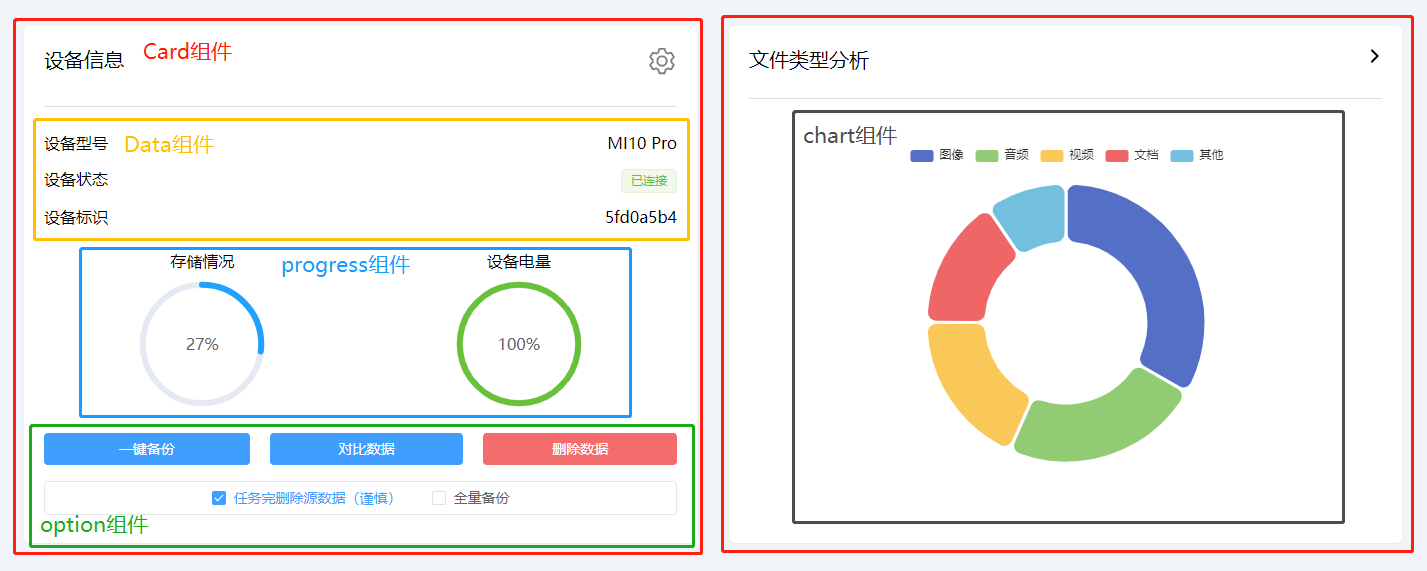 设备信息 Card组件
设备型号 Data组件 MI10 Pro
设备状态 已连接
设备标识 5fd0a5b4
存储情况 progress组件 设备电量
27% 100%
一键备份 对比数据 删除数据
任务完删除源数据（谨慎） 全量备份
option组件
文件类型分析
chart组件
图像 音频 视频 文档 其他